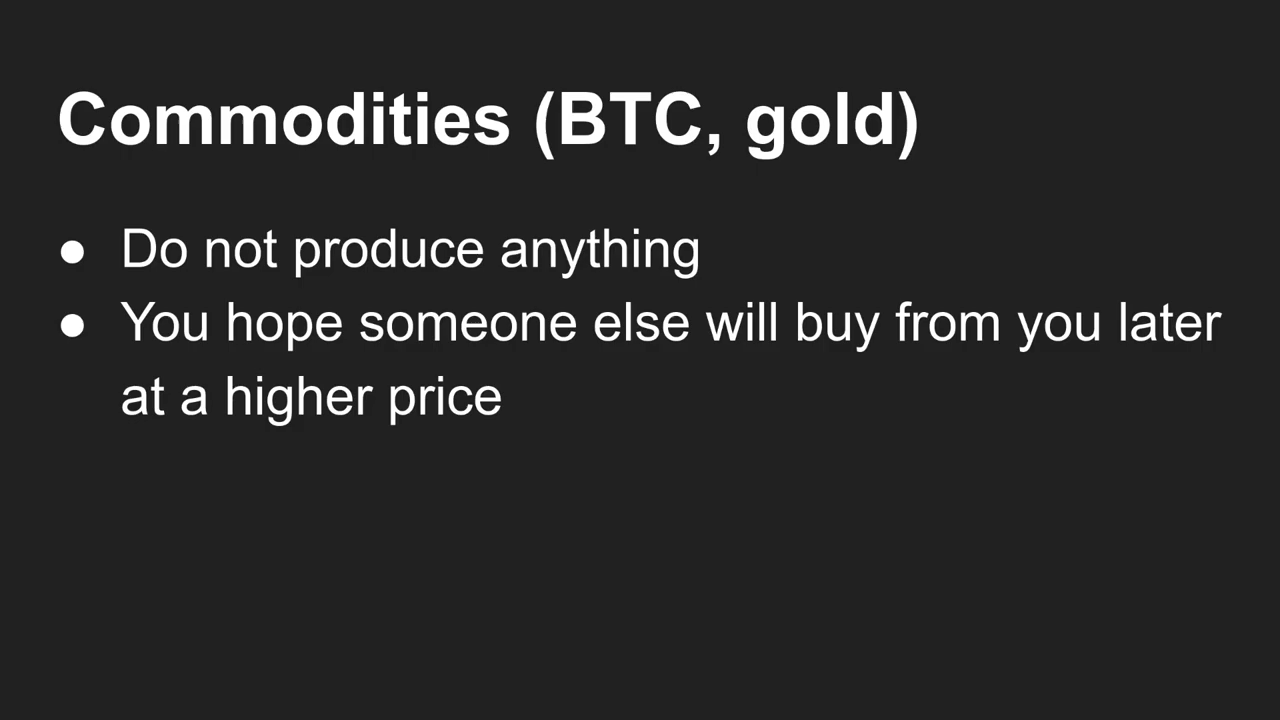 Commodities (BTC, gold)
● Do not produce anything
● You hope someone else will buy from you later
at a higher price